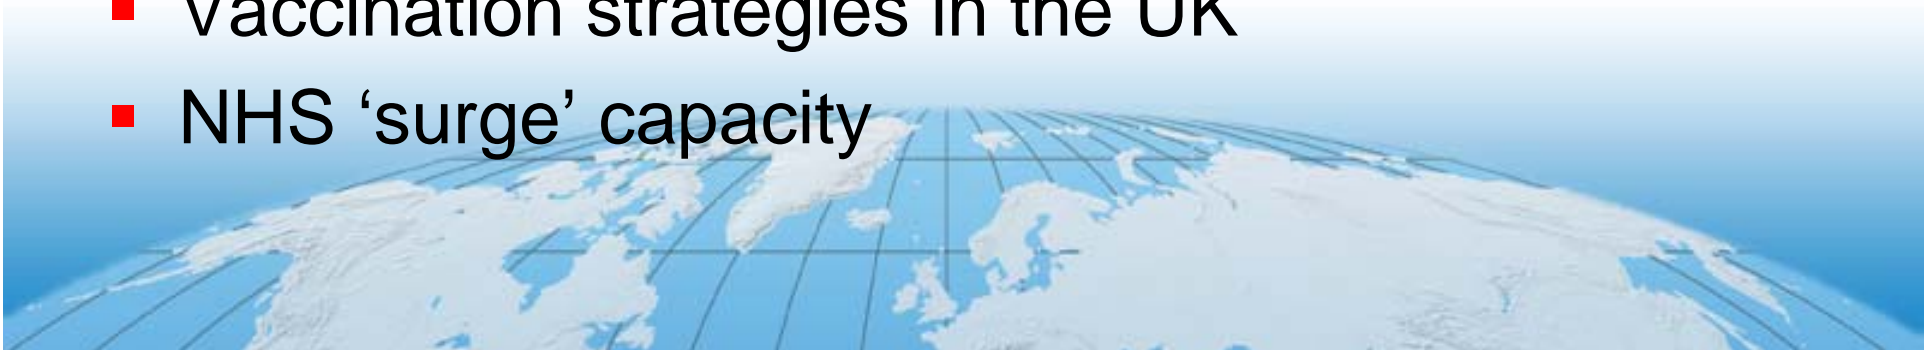 ▪ Vaccination strategies in the UK
▪ NHS ‘surge’ capacity